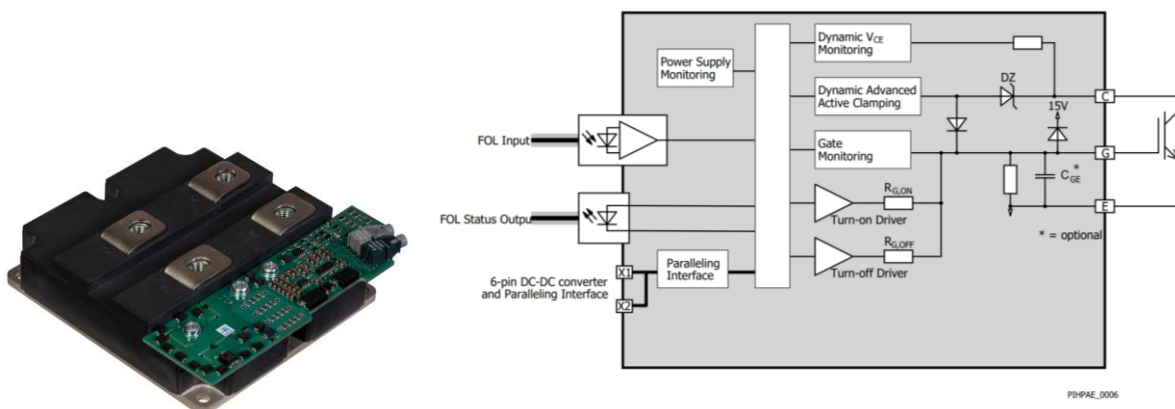 Dynamic VCE
Monitoring
Power Supply
Monitoring
DZ
Dynamic Advanced
Active Clamping
C
15V
FOL Input
Gate
Monitoring
G
CGE*
RG,ON
Turn-on Driver
E
FOL Status Outpu
* = optional
RG,OFF
Turn-off Driver
6-pin DC-DC converter
and Paralleling Interface
X1
Paralleling
Interface
X2
PIHPAE_0006